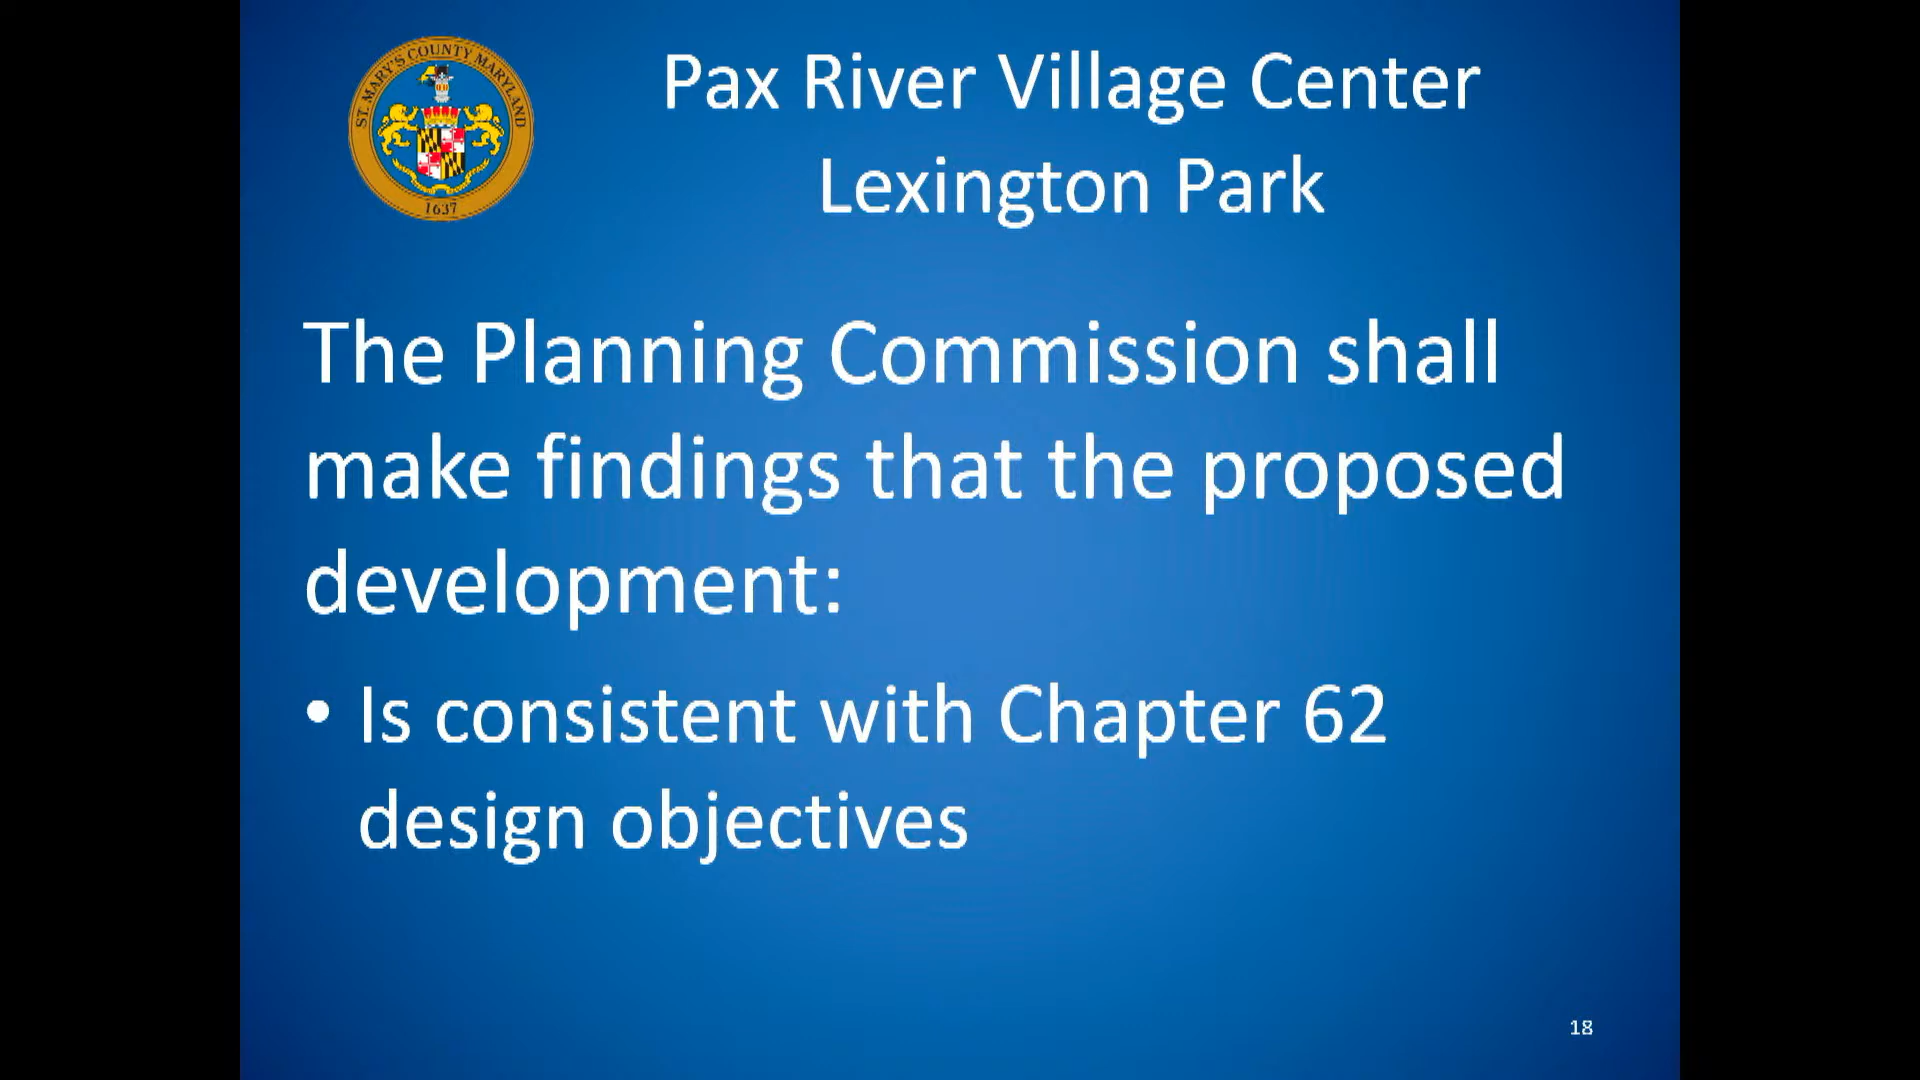 ST. MARY'S COUNTY MARYLAND
1637
Pax River Village Center
Lexington Park
The Planning Commission shall
make findings that the proposed
development:
• Is consistent with Chapter 62
design objectives
18